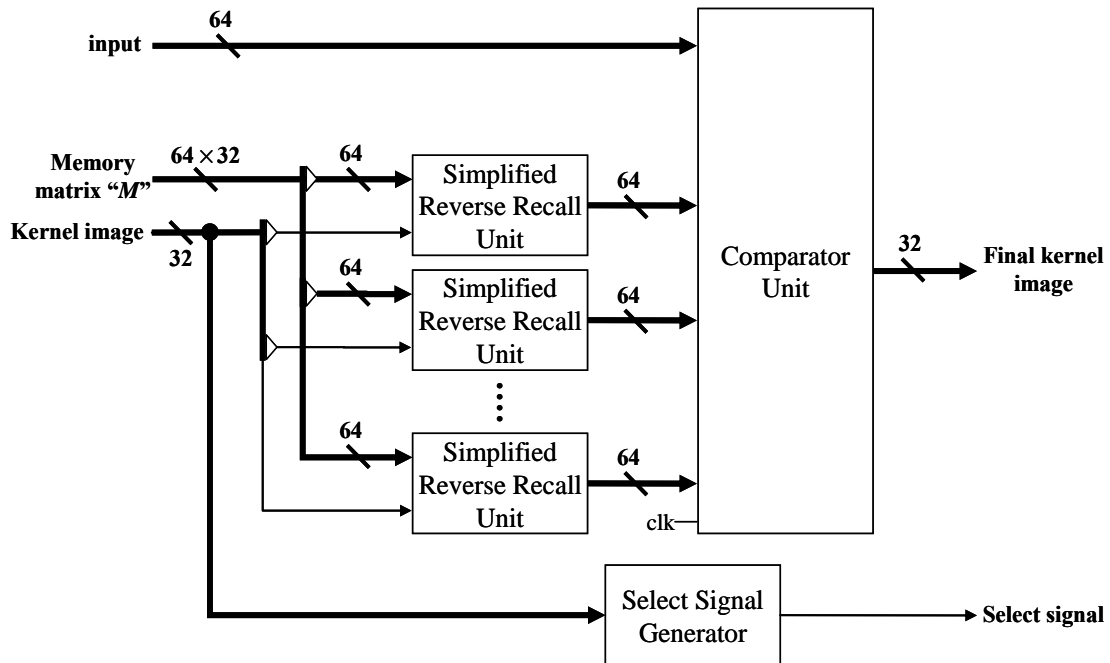 64
input
64 × 32
Memory
matrix “M”
Kernel image
32
64
Simplified
Reverse Recall
Unit
64
64
Simplified
Reverse Recall
Unit
64
64
Simplified
Reverse Recall
Unit
64
clk
Comparator
Unit
32
Final kernel
image
Select Signal
Generator
Select signal